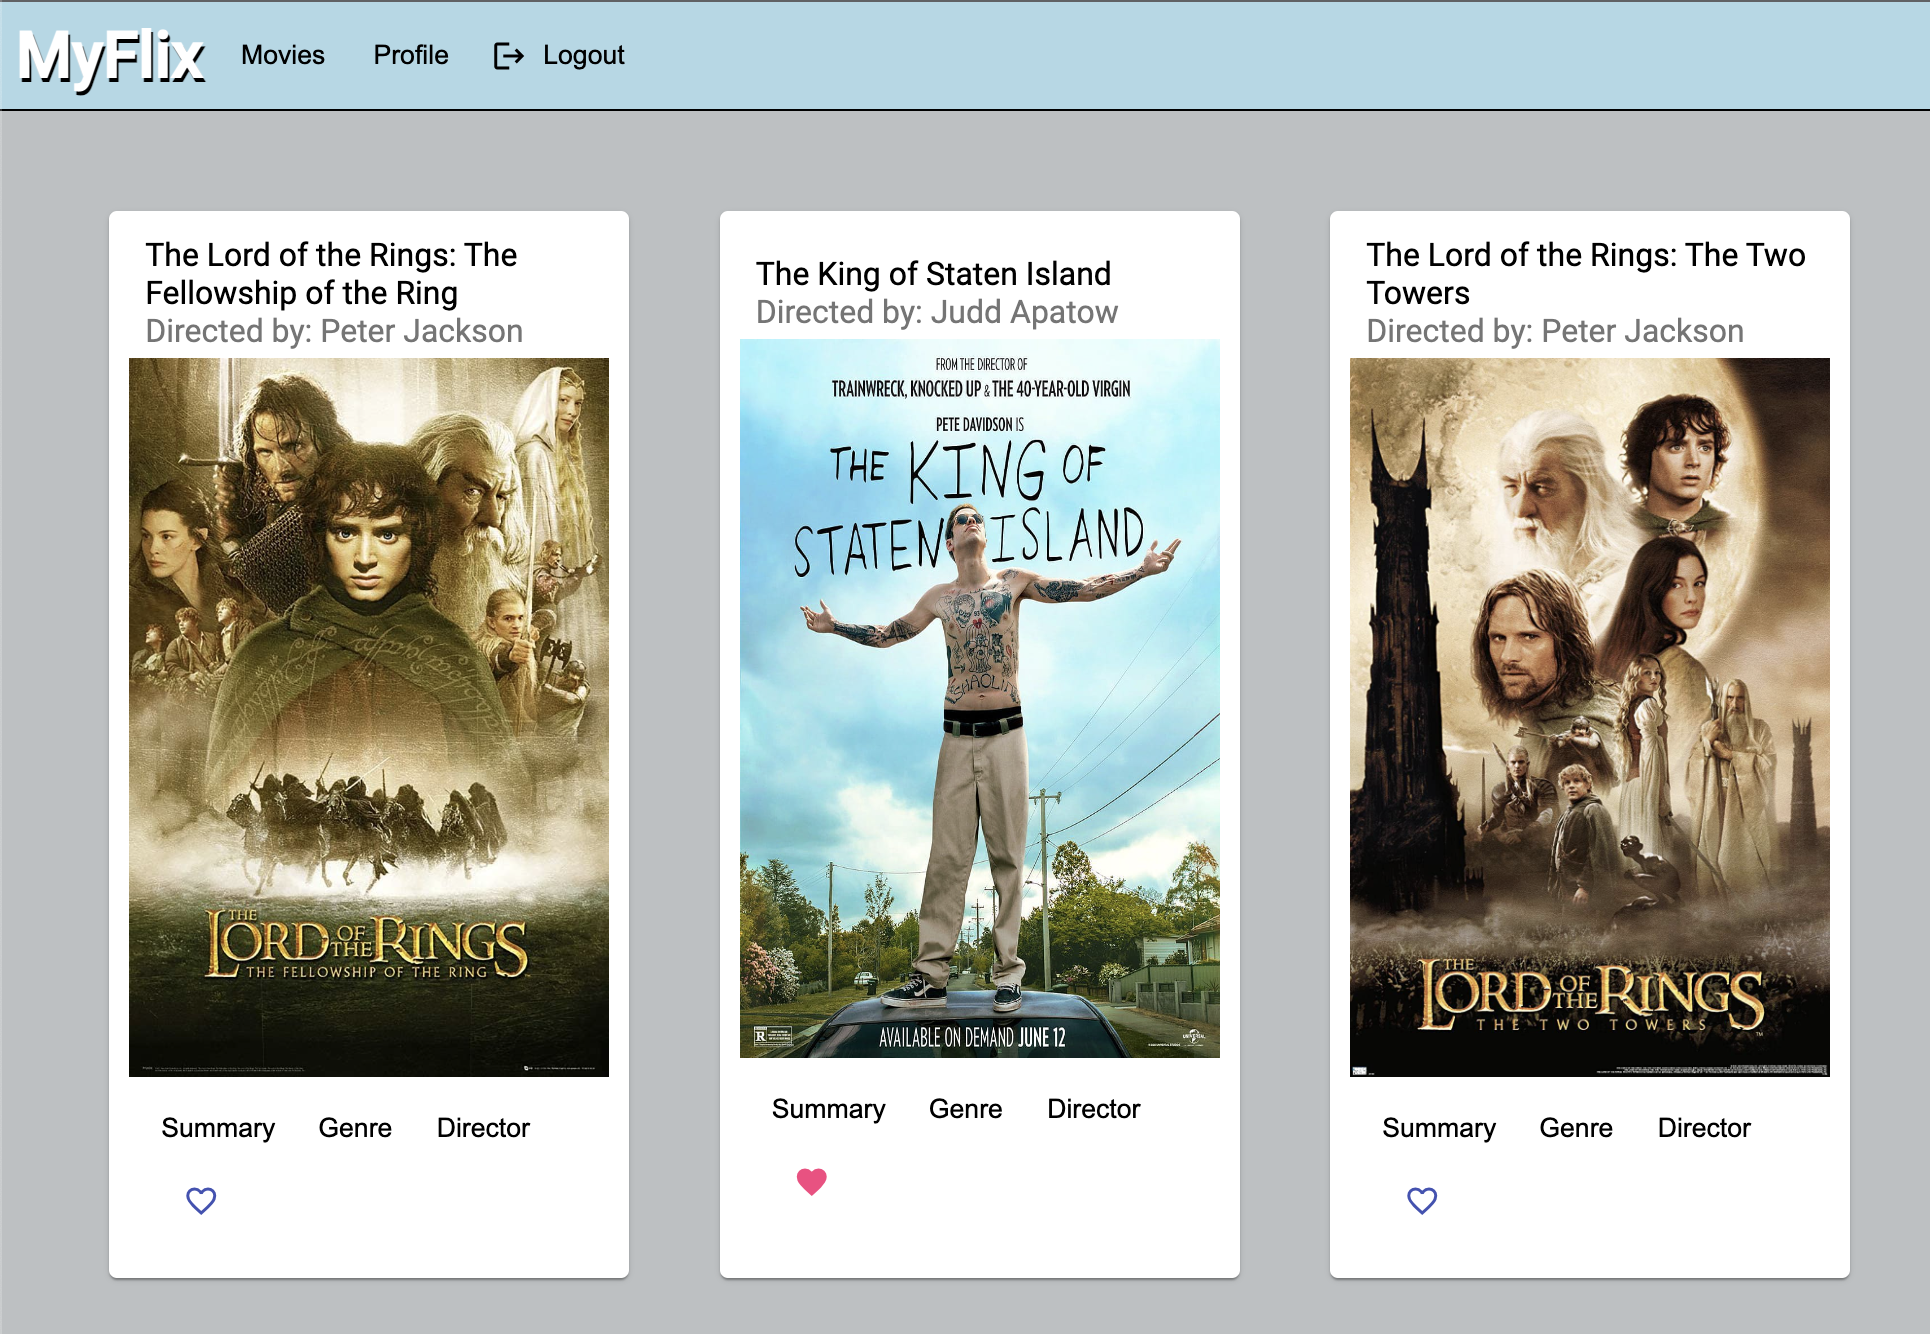 MyFlix
Movies
Profile
Logout
The Lord of the Rings: The
Fellowship of the Ring
Directed by: Peter Jackson
THE
LORD OF THE RINGS
THE FELLOWSHIP OF THE RING
Summary
Genre
Director
The King of Staten Island
Directed by: Judd Apatow
FROM THE DIRECTOR OF
TRAINWRECK, KNOCKED UP & THE 40-YEAR-OLD VIRGIN
PETE DAVIDSON IS
THE KING OF
STATEN ISLAND
SHAOLIN
R
AVAILABLE ON DEMAND JUNE 12
UNIVERSAL
Summary
Genre
Director
The Lord of the Rings: The Two
Towers
Directed by: Peter Jackson
THE
LORD OF THE RINGS
THE TWO TOWERS
TM
Summary
Genre
Director